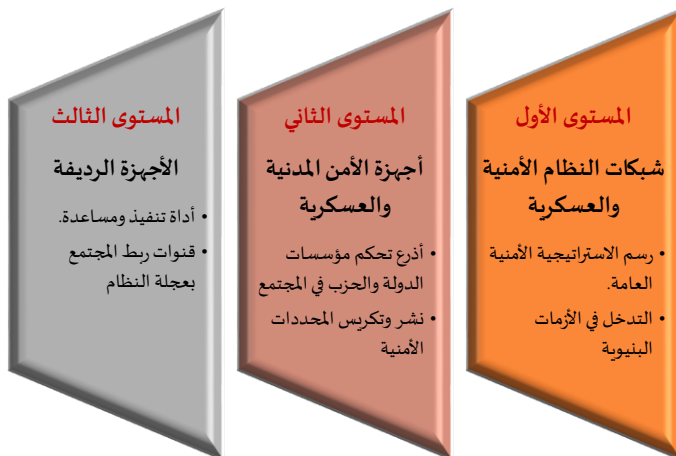 المستوى الأول
شبكات النظام الأمنية
والعسكرية
• رسم الاستراتيجية الأمنية
العامة.
• التدخل في الأزمات
البنيوية
المستوى الثاني
أجهزة الأمن المدنية
والعسكرية
• أذرع تحكم مؤسسات
الدولة والحزب في المجتمع
• نشر وتكريس المحددات
الأمنية
المستوى الثالث
الأجهزة الرديفة
• أداة تنفيذ ومساعدة.
• قنوات ربط المجتمع
بعجلة النظام